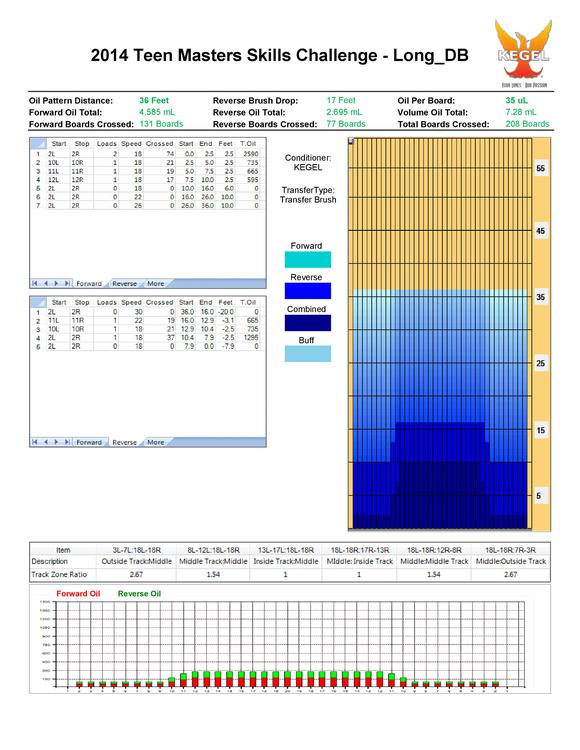 2014 Teen Masters Skills Challenge - Long_DB
KEGEL
Oil Pattern Distance: 36 Feet Reverse Brush Drop: 17 Feet Oil Per Board: 35 uL
Forward Oil Total: 4.585 mL Reverse Oil Total: 2.695 mL Volume Oil Total: 7.28 mL
Forward Boards Crossed: 131 Boards Reverse Boards Crossed: 77 Boards Total Boards Crossed: 208 Boards
Start Stop Loads Speed Crossed Start End Feet T.Oil
1 2L 2R 2 18 74 0.0 2.5 2.5 2590
2 10L 10R 1 18 21 2.5 5.0 2.5 735
3 11L 11R 1 18 19 5.0 7.5 2.5 665
4 12L 12R 1 18 17 7.5 10.0 2.5 595
5 2L 2R 0 18 0 10.0 16.0 6.0 0
6 2L 2R 0 22 0 16.0 26.0 10.0 0
7 2L 2R 0 26 0 26.0 36.0 10.0 0
Forward Reverse More
Start Stop Loads Speed Crossed Start End Feet T.Oil
1 2L 2R 0 30 0 36.0 16.0 -20.0 0
2 11L 11R 1 22 19 16.0 12.9 -3.1 665
3 10L 10R 1 18 21 12.9 10.4 -2.5 735
4 2L 2R 1 18 37 10.4 7.9 -2.5 1295
5 2L 2R 0 18 0 7.9 0.0 -7.9 0
Forward Reverse More
Conditioner:
KEGEL
TransferType:
Transfer Brush
Forward
Reverse
Combined
Buff
55
45
35
25
15
5
Item 3L-7L:18L-18R 8L-12L:18L-18R 13L-17L:18L-18R 18L-18R:17R-13R 18L-18R:12R-8R 18L-18R:7R-3R
Description Outside Track:Middle Middle Track:Middle Inside Track:Middle Middle: Inside Track Middle:Middle Track Middle:Outside Track
Track Zone Ratio 2.67 1.54 1 1 1.54 2.67
Forward Oil Reverse Oil